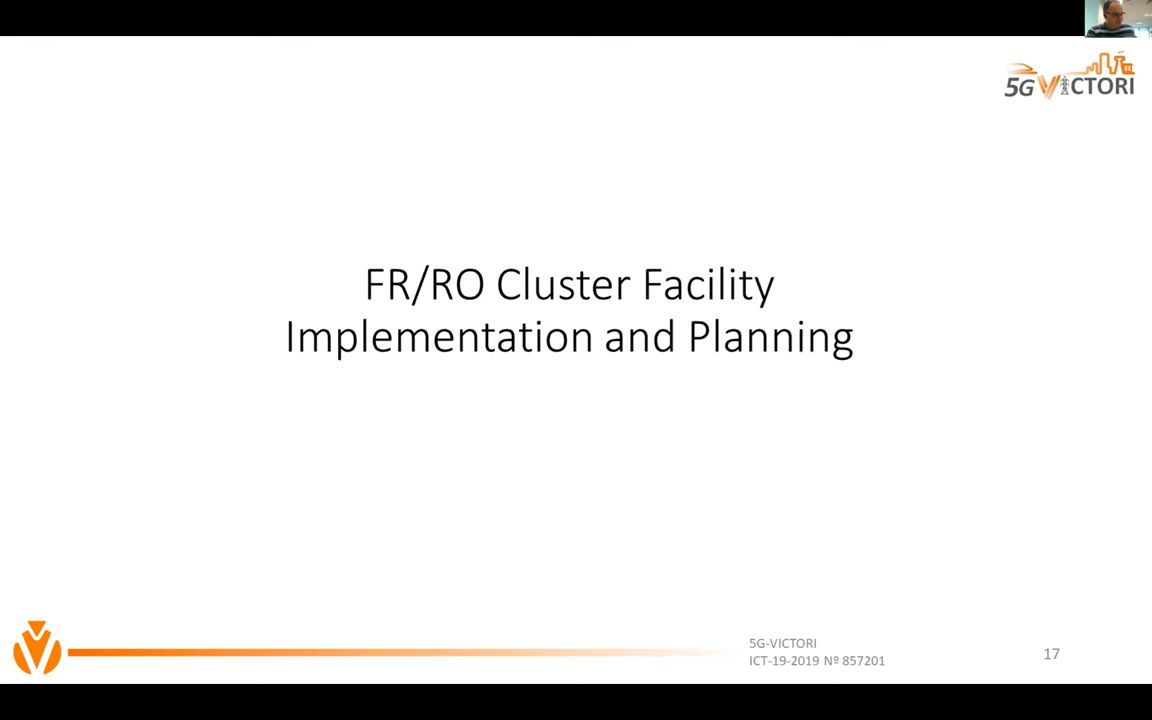 5G VICTORI
FR/RO Cluster Facility
Implementation and Planning
5G-VICTORI
ICT-19-2019 Nº 857201
17